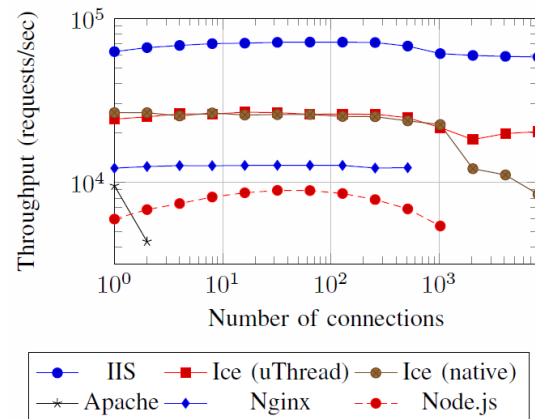 10^5
10^4
Throughput (requests/sec)
10^0 10^1 10^2 10^3
Number of connections
IIS Ice (uThread) Ice (native)
Apache Nginx Node.js